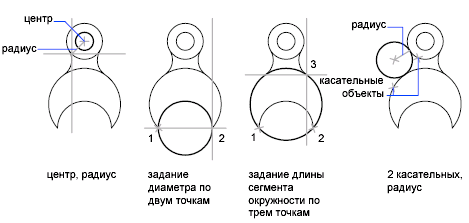 центр
радиус
радиус
касательные
объекты
3
1
2
1
2
центр, радиус
задание
диаметра по
двум точкам
задание длины
сегмента
окружности по
трем точкам
2 касательных,
радиус